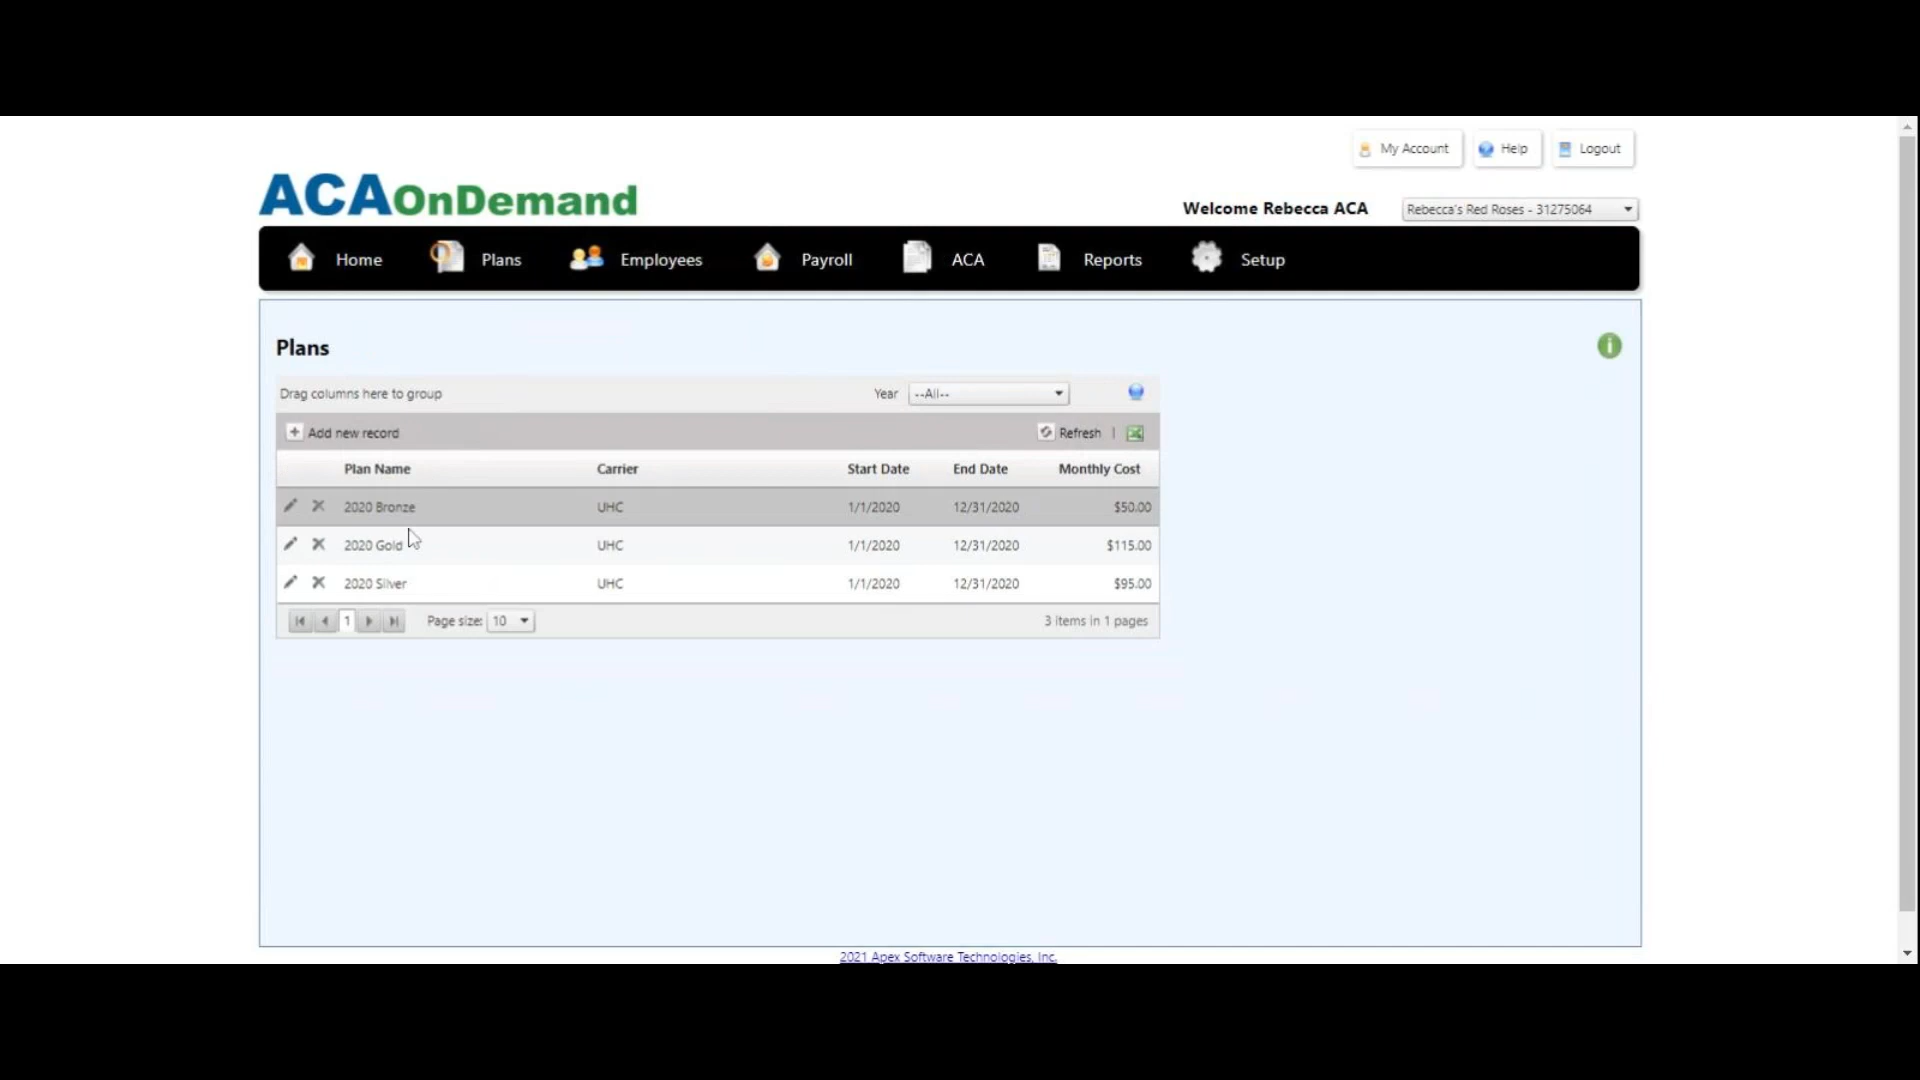 My Account
Help
Logout
ACAOnDemand
Welcome Rebecca ACA
Rebecca's Red Roses - 31275064
Home
Plans
Employees
Payroll
ACA
Reports
Setup
Plans
Drag columns here to group
Year
--All--
Add new record
Refresh
Plan Name Carrier Start Date End Date Monthly Cost
2020 Bronze UHC 1/1/2020 12/31/2020 $50.00
2020 Gold UHC 1/1/2020 12/31/2020 $115.00
2020 Silver UHC 1/1/2020 12/31/2020 $95.00
1 Page size: 10 3 items in 1 pages
2021 Apex Software Technologies, Inc.